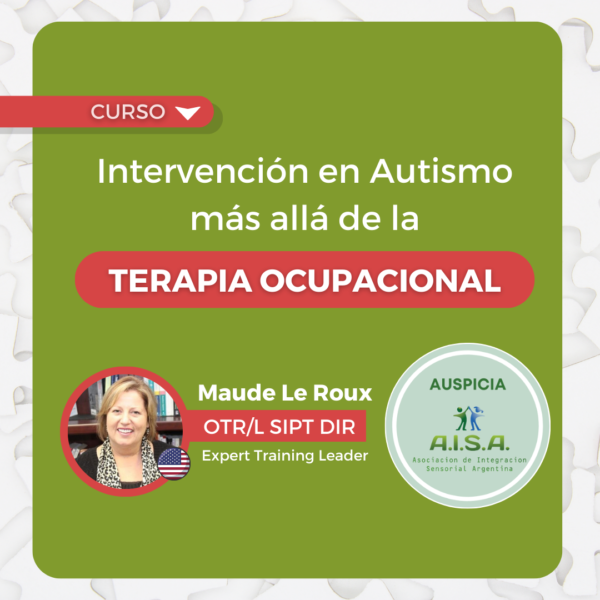 CURSO
Intervención en Autismo
más allá de la
TERAPIA OCUPACIONAL
Maude Le Roux
OTR/L SIPT DIR
Expert Training Leader
AUSPICIA
A.I.S.A.
Asociacion de Integracion
Sensorial Argentina